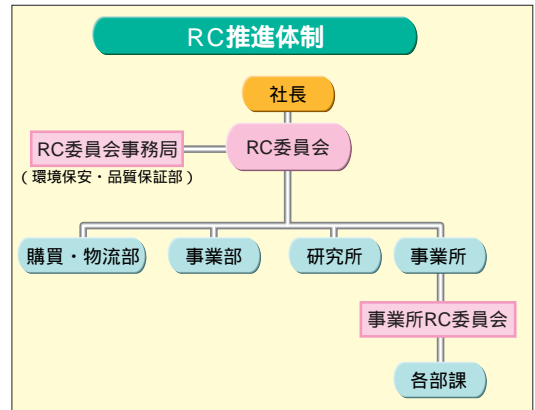 RC推進体制
社長
RC委員会事務局
RC委員会
(環境保安・品質保証部)
購買・物流部
事業部
研究所
事業所
事業所RC委員会
各部課